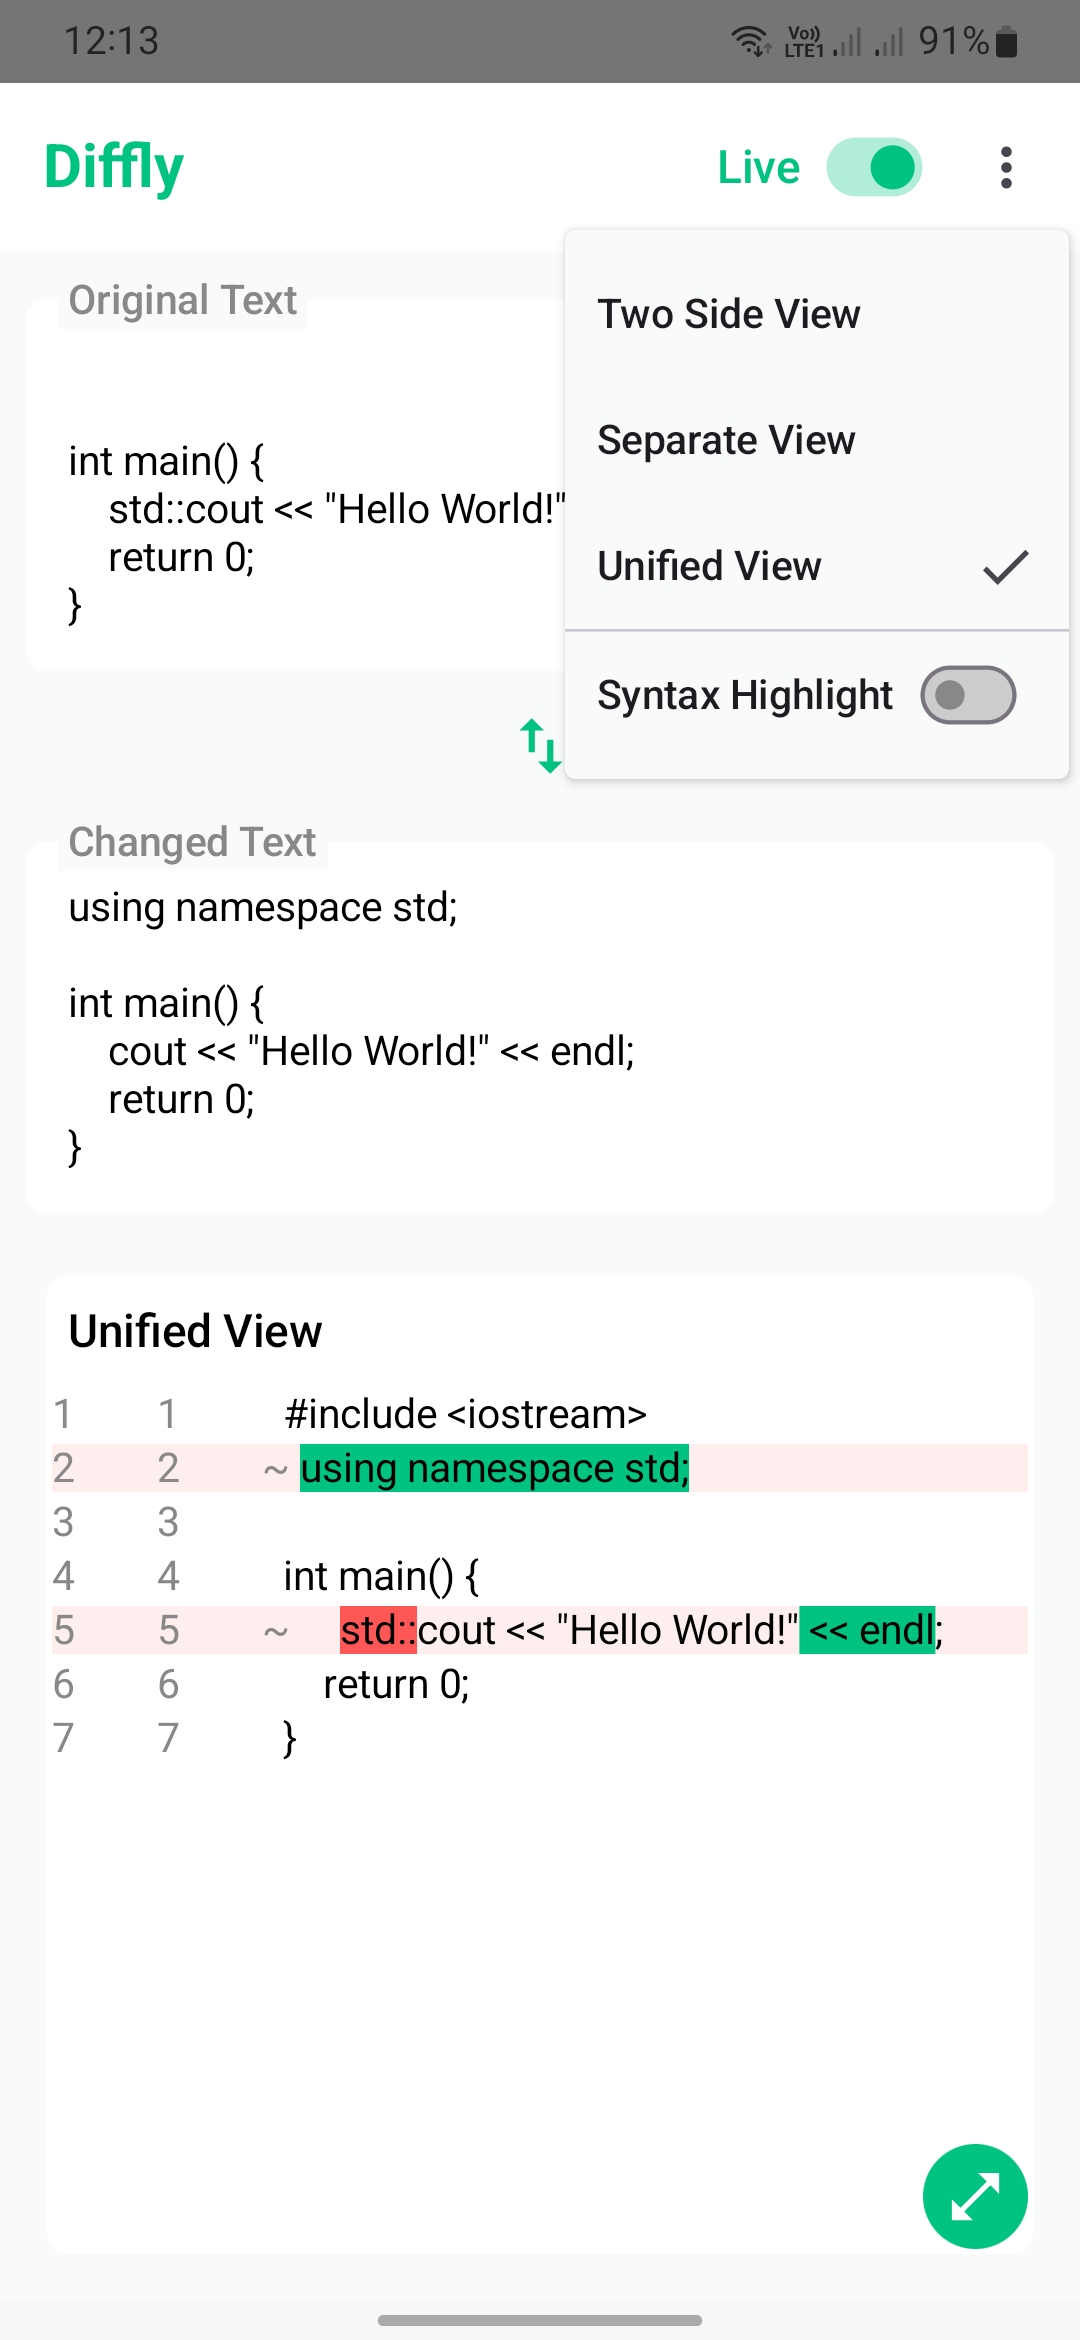 12:13 Vo)) LTE1 91%
Diffly Live
Original Text
int main() {
std::cout << "Hello World!"
return 0;
}
Two Side View
Separate View
Unified View
Syntax Highlight
Changed Text
using namespace std;
int main() {
cout << "Hello World!" << endl;
return 0;
}
Unified View
1 1 #include <iostream>
2 2 ~ using namespace std;
3 3
4 4 int main() {
5 5 ~ std::cout << "Hello World!" << endl;
6 6 return 0;
7 7 }